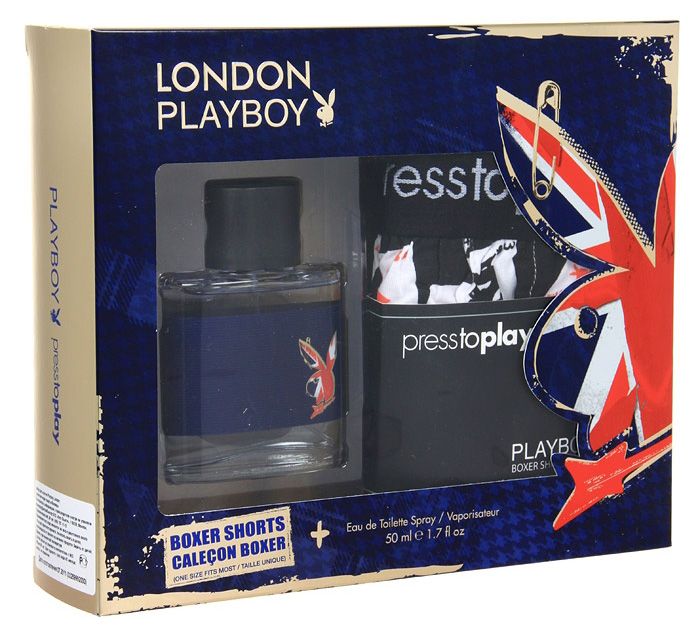 LONDON
PLAYBOY
PLAYBOY presstoplay
resstop
presstoplay
PLAYBO
BOXER SH
BOXER SHORTS
CALEÇON BOXER
(ONE SIZE FITS MOST / TAILLE UNIQUE)
+
Eau de Toilette Spray / Vaporisateur
50 ml e 1.7 fl oz